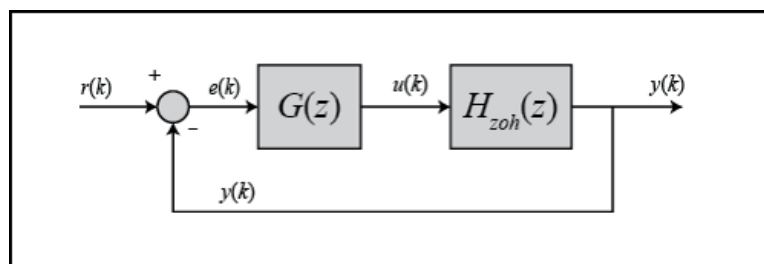 r(k)
+
−
e(k)
G(z)
u(k)
H_zoh(z)
y(k)
y(k)